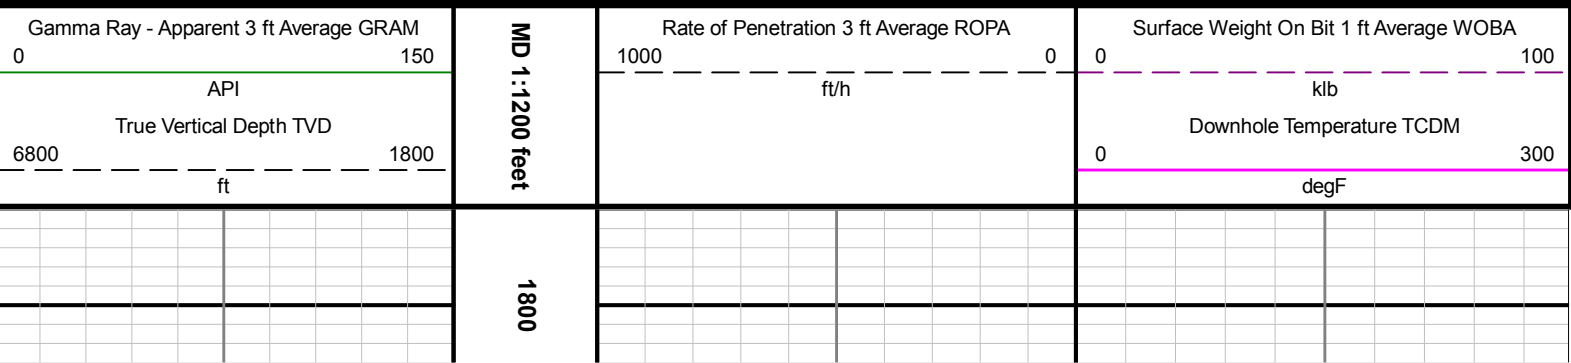 Gamma Ray - Apparent 3 ft Average GRAM
0 150
API
True Vertical Depth TVD
6800 1800
ft
MD 1:1200 feet
Rate of Penetration 3 ft Average ROPA
1000 0
ft/h
Surface Weight On Bit 1 ft Average WOBA
0 100
klb
Downhole Temperature TCDM
0 300
degF
1800